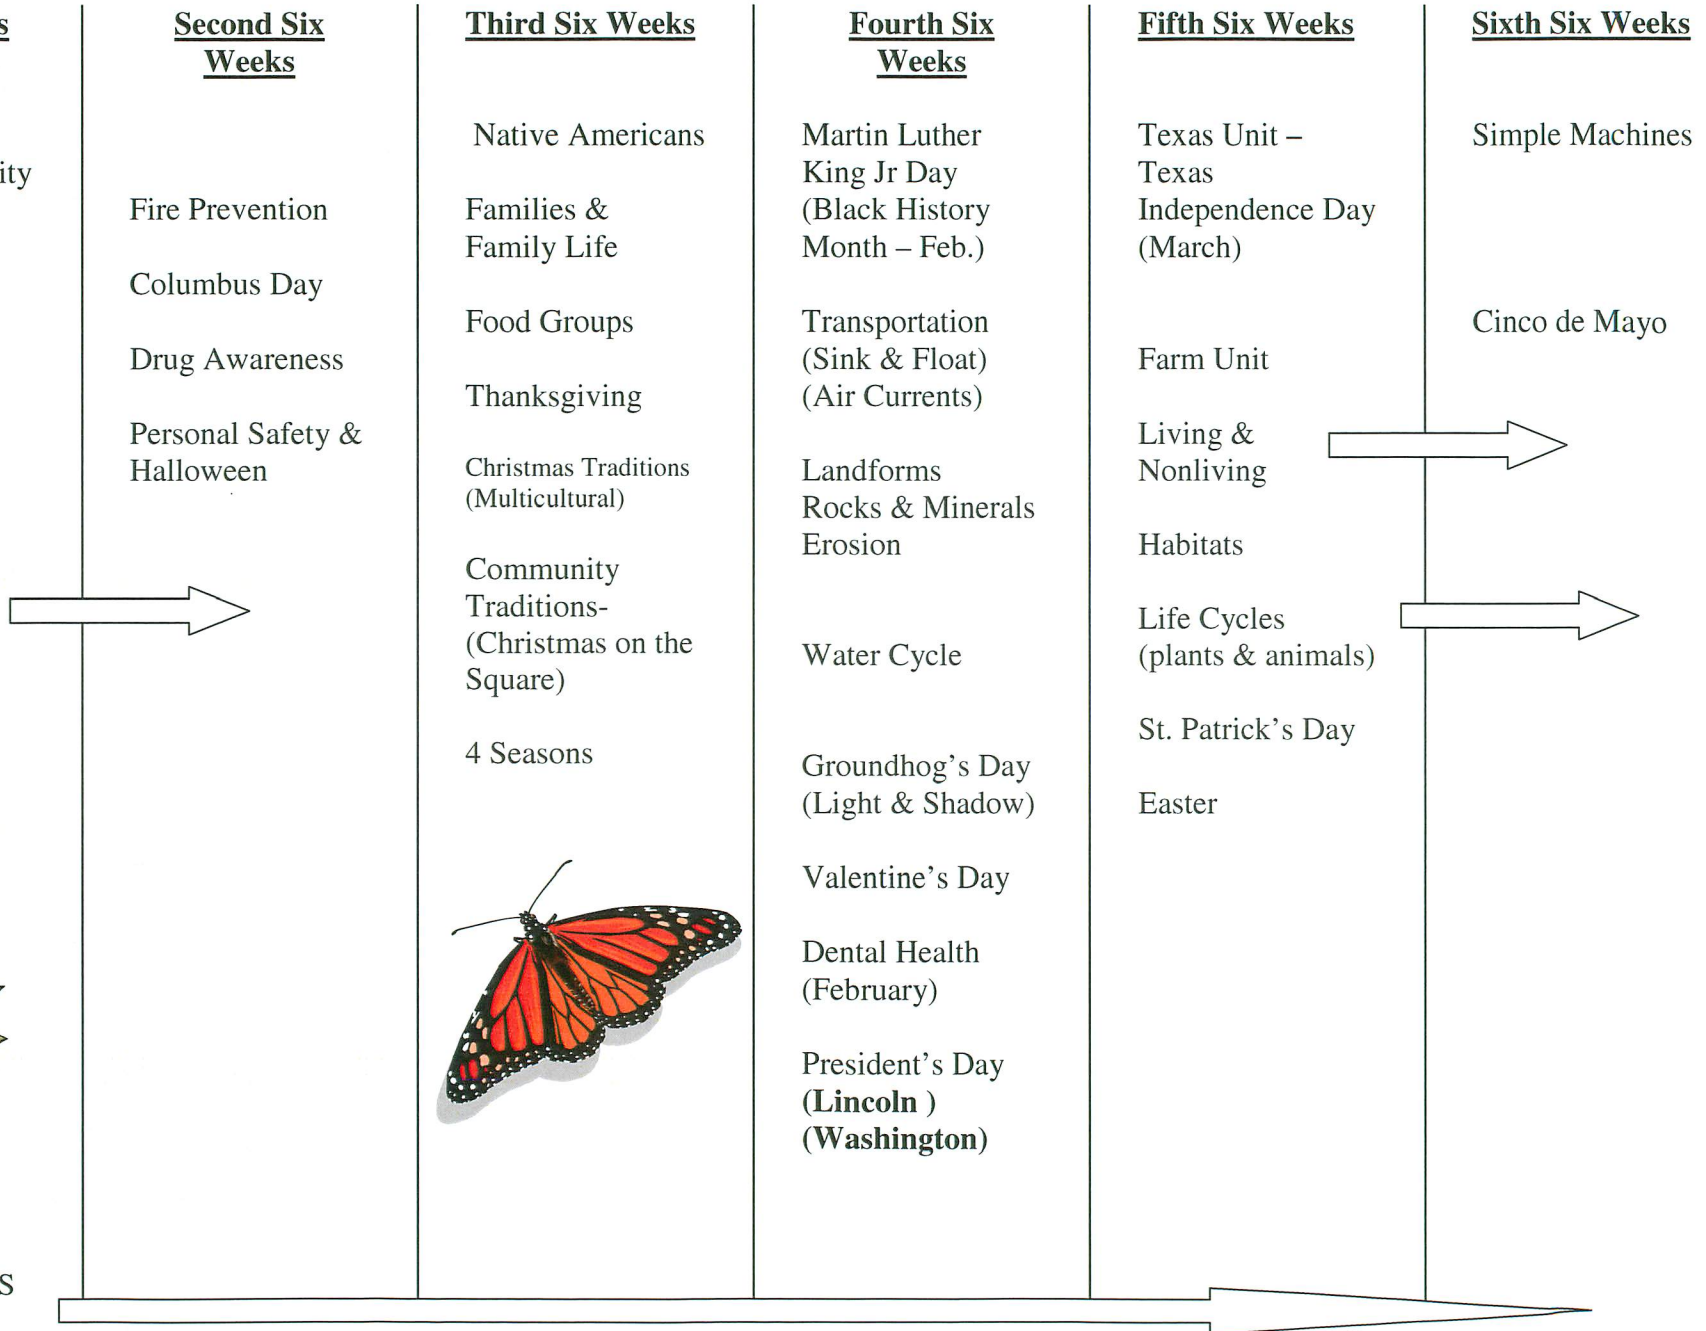 s
ity
S
Second Six
Weeks
Fire Prevention
Columbus Day
Drug Awareness
Personal Safety &
Halloween
Third Six Weeks
Native Americans
Families &
Family Life
Food Groups
Thanksgiving
Christmas Traditions
(Multicultural)
Community
Traditions-
(Christmas on the
Square)
4 Seasons
Fourth Six
Weeks
Martin Luther
King Jr Day
(Black History
Month – Feb.)
Transportation
(Sink & Float)
(Air Currents)
Landforms
Rocks & Minerals
Erosion
Water Cycle
Groundhog’s Day
(Light & Shadow)
Valentine’s Day
Dental Health
(February)
President’s Day
(Lincoln )
(Washington)
Fifth Six Weeks
Texas Unit –
Texas
Independence Day
(March)
Farm Unit
Living &
Nonliving
Habitats
Life Cycles
(plants & animals)
St. Patrick’s Day
Easter
Sixth Six Weeks
Simple Machines
Cinco de Mayo